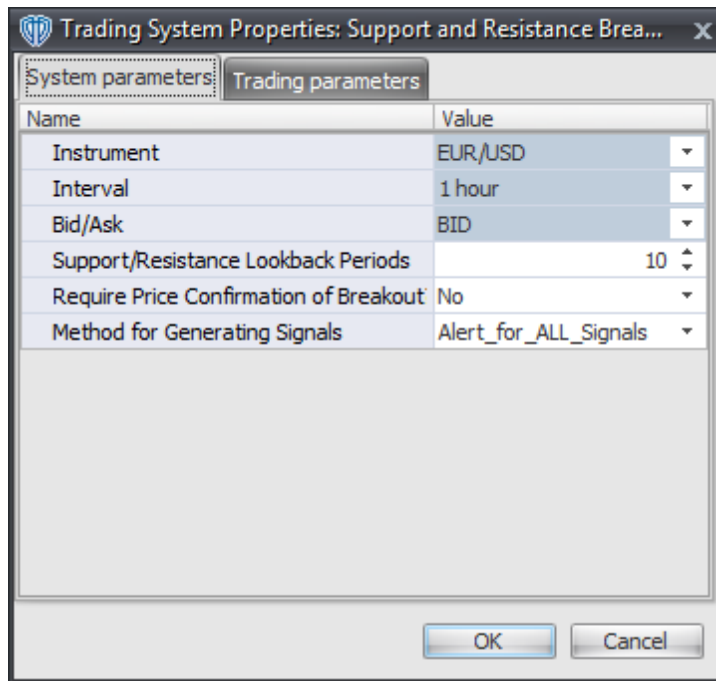 Trading System Properties: Support and Resistance Brea...
System parameters Trading parameters
Name Value
Instrument EUR/USD
Interval 1 hour
Bid/Ask BID
Support/Resistance Lookback Periods 10
Require Price Confirmation of Breakout No
Method for Generating Signals Alert_for_ALL_Signals
OK Cancel